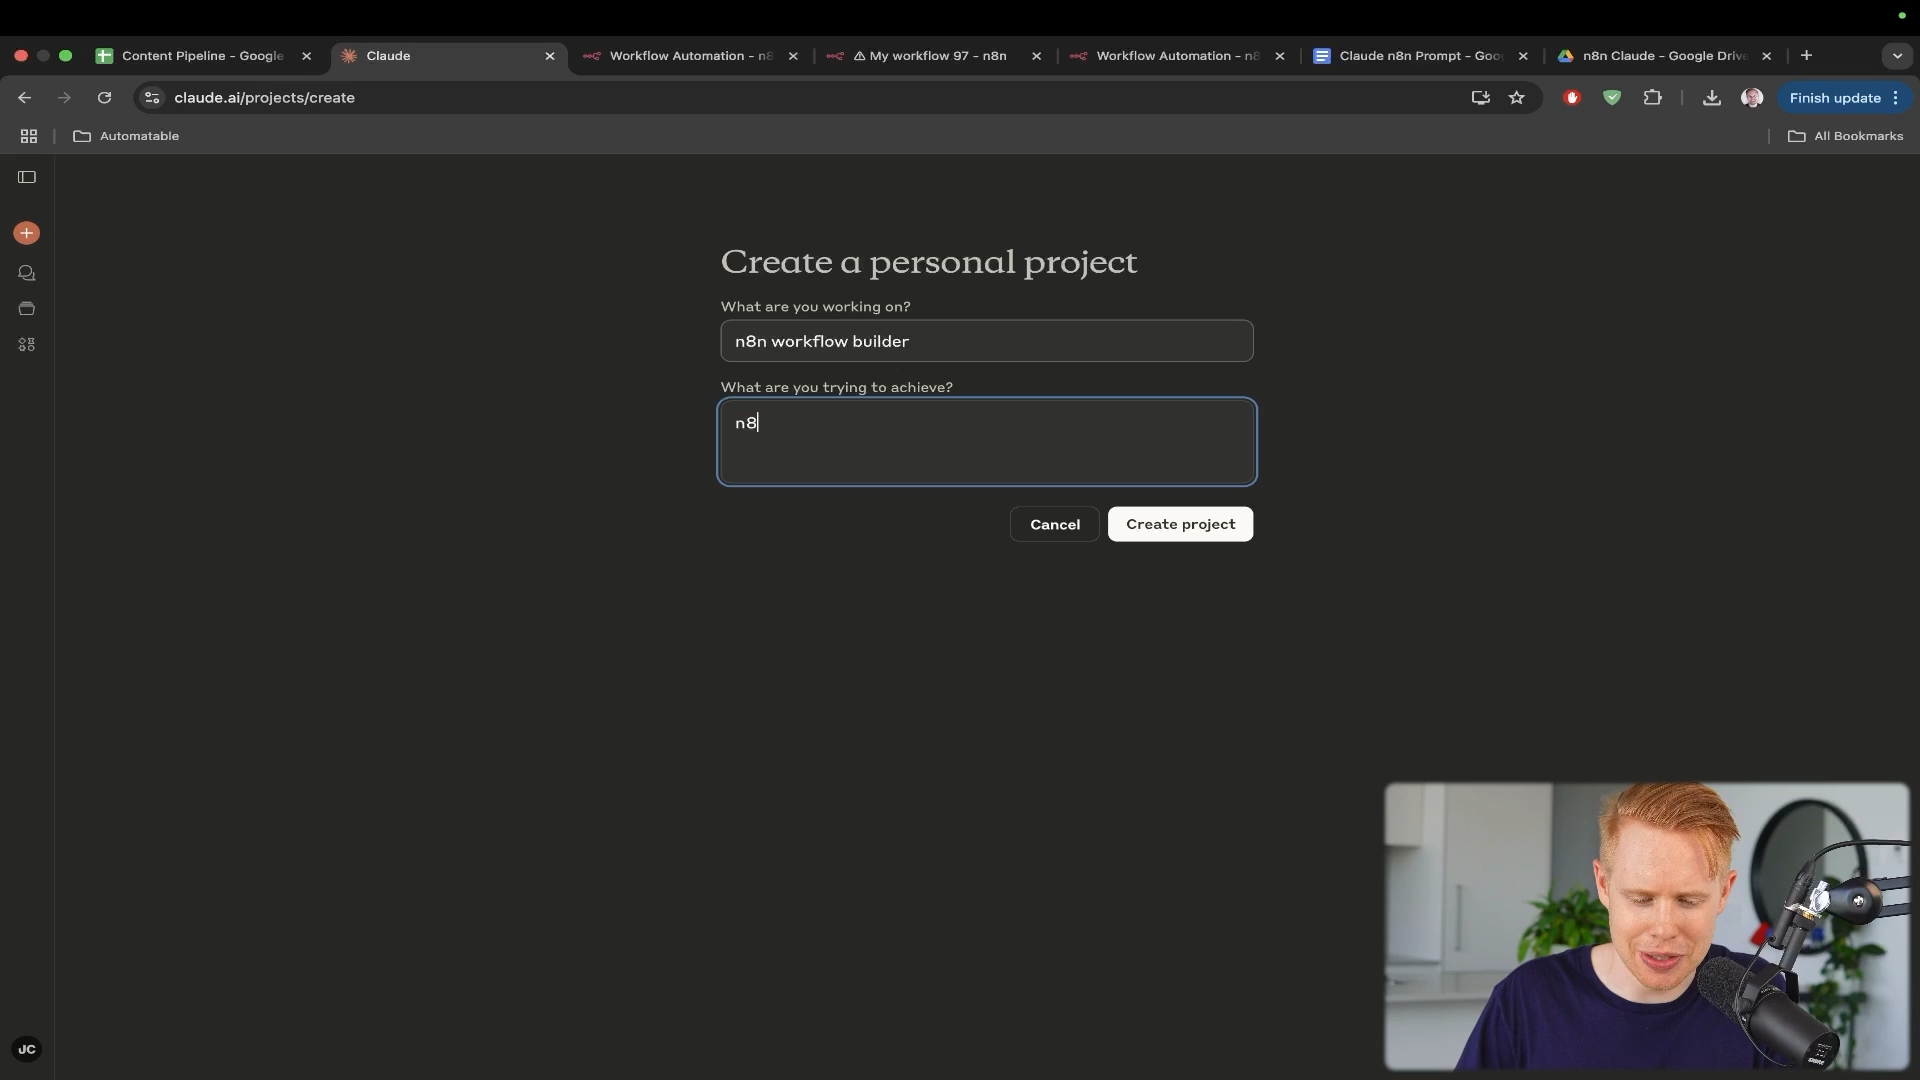 Content Pipeline - Google
Claude
Workflow Automation - n8
⚠ My workflow 97 - n8n
Workflow Automation - n8
Claude n8n Prompt - Goo
n8n Claude - Google Drive
claude.ai/projects/create
Finish update
Automatable
All Bookmarks
Create a personal project
What are you working on?
n8n workflow builder
What are you trying to achieve?
n8
Cancel
Create project
JC